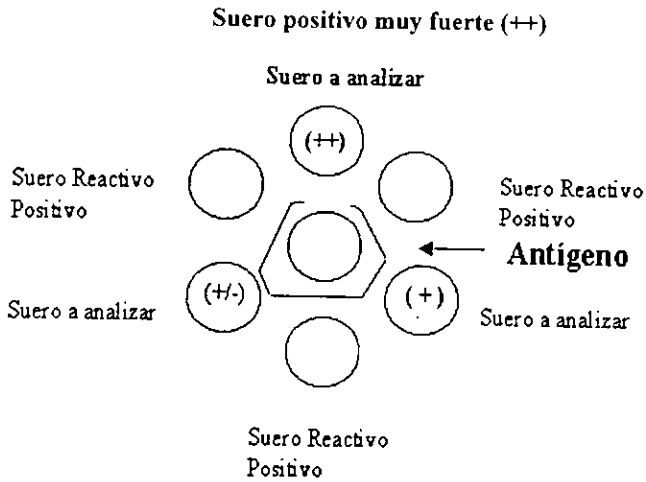 Suero positivo muy fuerte (++)
Suero a analizar
(++)
Suero Reactivo
Positivo
Suero Reactivo
Positivo
Antígeno
(+/-)
(+)
Suero a analizar
Suero a analizar
Suero Reactivo
Positivo